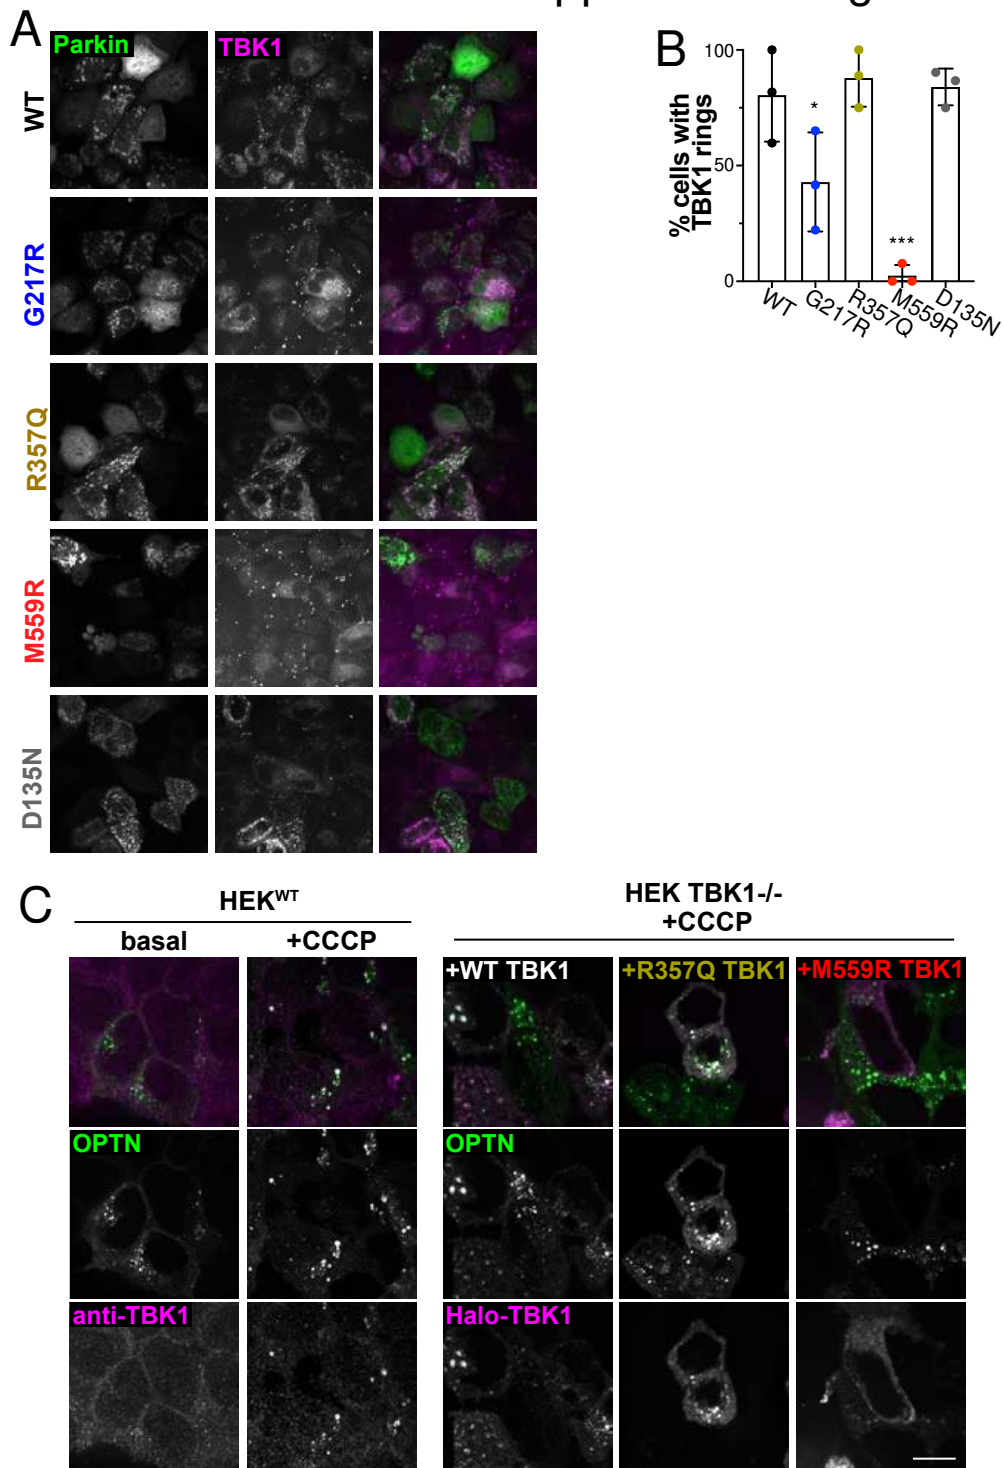 A
Parkin
TBK1
WT
G217R
R357Q
M559R
D135N
B
% cells with
TBK1 rings
100
50
0
*
***
WT
G217R
R357Q
M559R
D135N
C
HEKWT
basal
+CCCP
HEK TBK1-/-
+CCCP
+WT TBK1
+R357Q TBK1
+M559R TBK1
OPTN
OPTN
anti-TBK1
Halo-TBK1